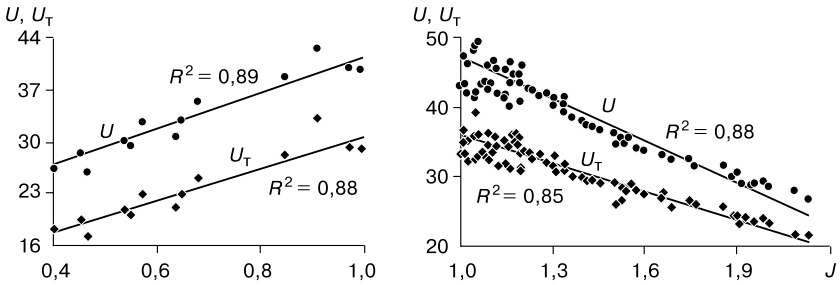 U, U_T
44
37
30
23
16
0,4
0,6
0,8
1,0
R² = 0,89
U
U_T
R² = 0,88
U, U_T
50
40
30
20
1,0
1,3
1,6
1,9
J
U
R² = 0,88
U_T
R² = 0,85